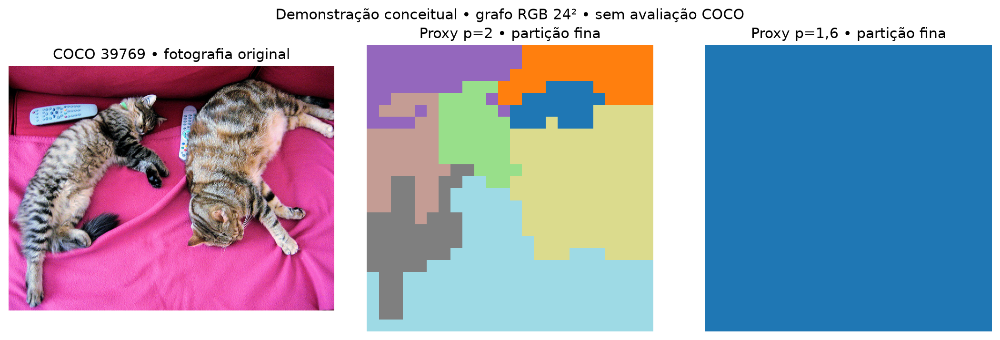 Demonstração conceitual • grafo RGB 24² • sem avaliação COCO
COCO 39769 • fotografia original
Proxy p=2 • partição fina
Proxy p=1,6 • partição fina